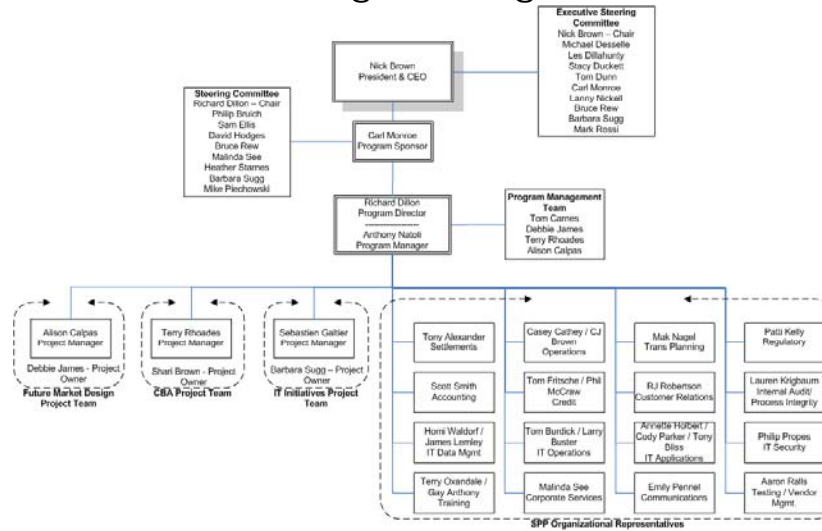 Executive Steering
Committee
Nick Brown – Chair
Michael Desselle
Les Dillahunty
Stacy Duckett
Tom Dunn
Carl Monroe
Lanny Nickell
Bruce Rew
Barbara Sugg
Mark Rossi
Nick Brown
President & CEO
Steering Committee
Richard Dillon – Chair
Philip Bruich
Sam Ellis
David Hodges
Bruce Rew
Malinda See
Heather Starnes
Barbara Sugg
Mike Piechowski
Carl Monroe
Program Sponsor
Richard Dillon
Program Director
------------------
Anthony Natoli
Program Manager
Program Management
Team
Tom Carnes
Debbie James
Terry Rhoades
Alison Calpas
Alison Calpas
Project Manager
Debbie James - Project
Owner
Future Market Design
Project Team
Terry Rhoades
Project Manager
Shari Brown - Project
Owner
CBA Project Team
Sebastien Galtier
Project Manager
Barbara Sugg – Project
Owner
IT Initiatives Project
Team
Tony Alexander
Settlements
Casey Cathey / CJ
Brown
Operations
Mak Nagel
Trans Planning
Patti Kelly
Regulatory
Scott Smith
Accounting
Tom Fritsche / Phil
McCraw
Credit
RJ Robertson
Customer Relations
Lauren Krigbaum
Internal Audit/
Process Integrity
Homi Waldorf /
James Lemley
IT Data Mgmt
Tom Burdick / Larry
Buster
IT Operations
Annette Holbert /
Cody Parker / Tony
Bliss
IT Applications
Philip Propes
IT Security
Terry Oxandale /
Gay Anthony
Training
Malinda See
Corporate Services
Emily Pennel
Communications
Aaron Ralls
Testing / Vendor
Mgmt.
SPP Organizational Representatives